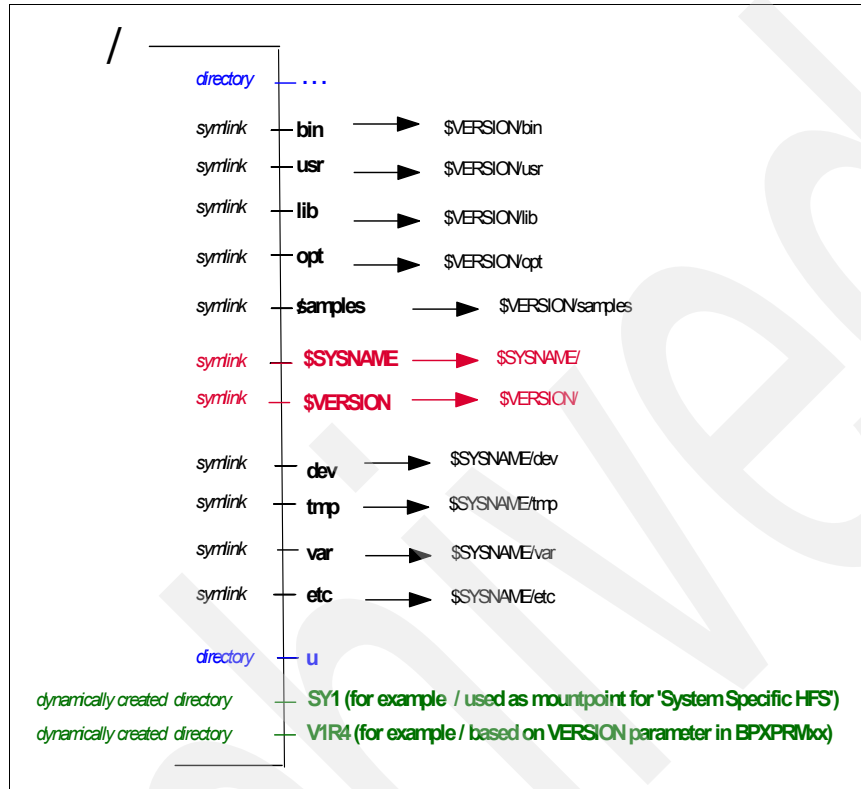 /
directory ...
symlink bin $VERSION/bin
symlink usr $VERSION/usr
symlink lib $VERSION/lib
symlink opt $VERSION/opt
symlink /samples $VERSION/samples
symlink $SYSNAME $SYSNAME/
symlink $VERSION $VERSION/
symlink dev $SYSNAME/dev
symlink tmp $SYSNAME/tmp
symlink var $SYSNAME/var
symlink etc $SYSNAME/etc
directory u
dynamically created directory SY1 (for example / used as mountpoint for 'System Specific HFS')
dynamically created directory V1R4 (for example / based on VERSION parameter in BPXPRMxx)